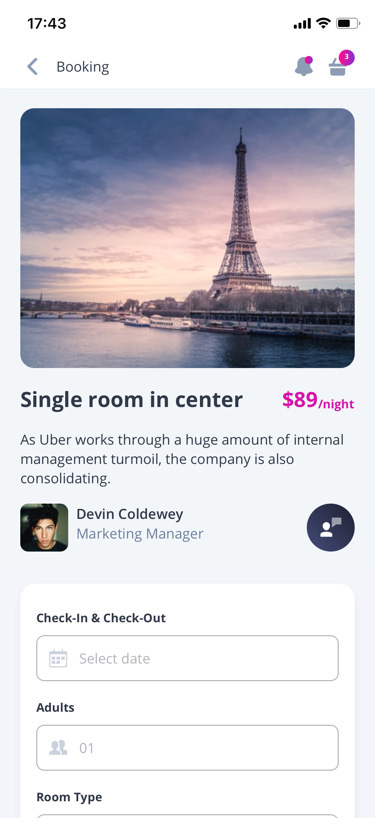 17:43
Booking
3
Single room in center
$89/night
As Uber works through a huge amount of internal
management turmoil, the company is also
consolidating.
Devin Coldewey
Marketing Manager
Check-In & Check-Out
Select date
Adults
01
Room Type